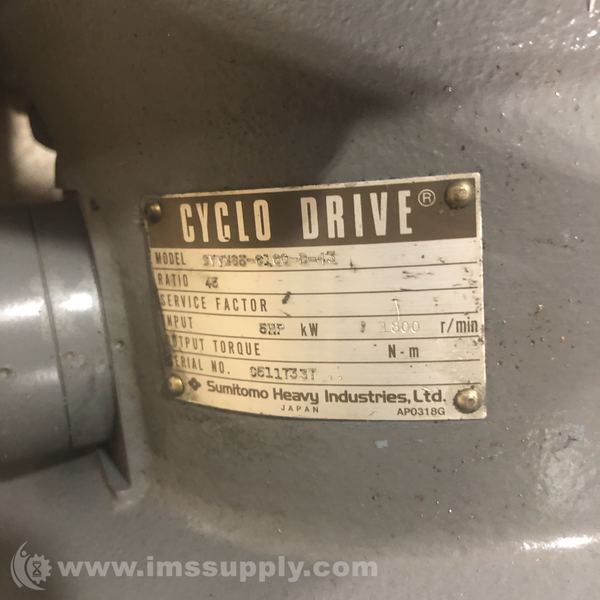 CYCLO DRIVE®
MODEL
RATIO 43
SERVICE FACTOR
INPUT 5HP kW 1800 r/min
OUTPUT TORQUE N·m
SERIAL NO.
Sumitomo Heavy Industries, Ltd.
JAPAN AP0318G
www.imssupply.com